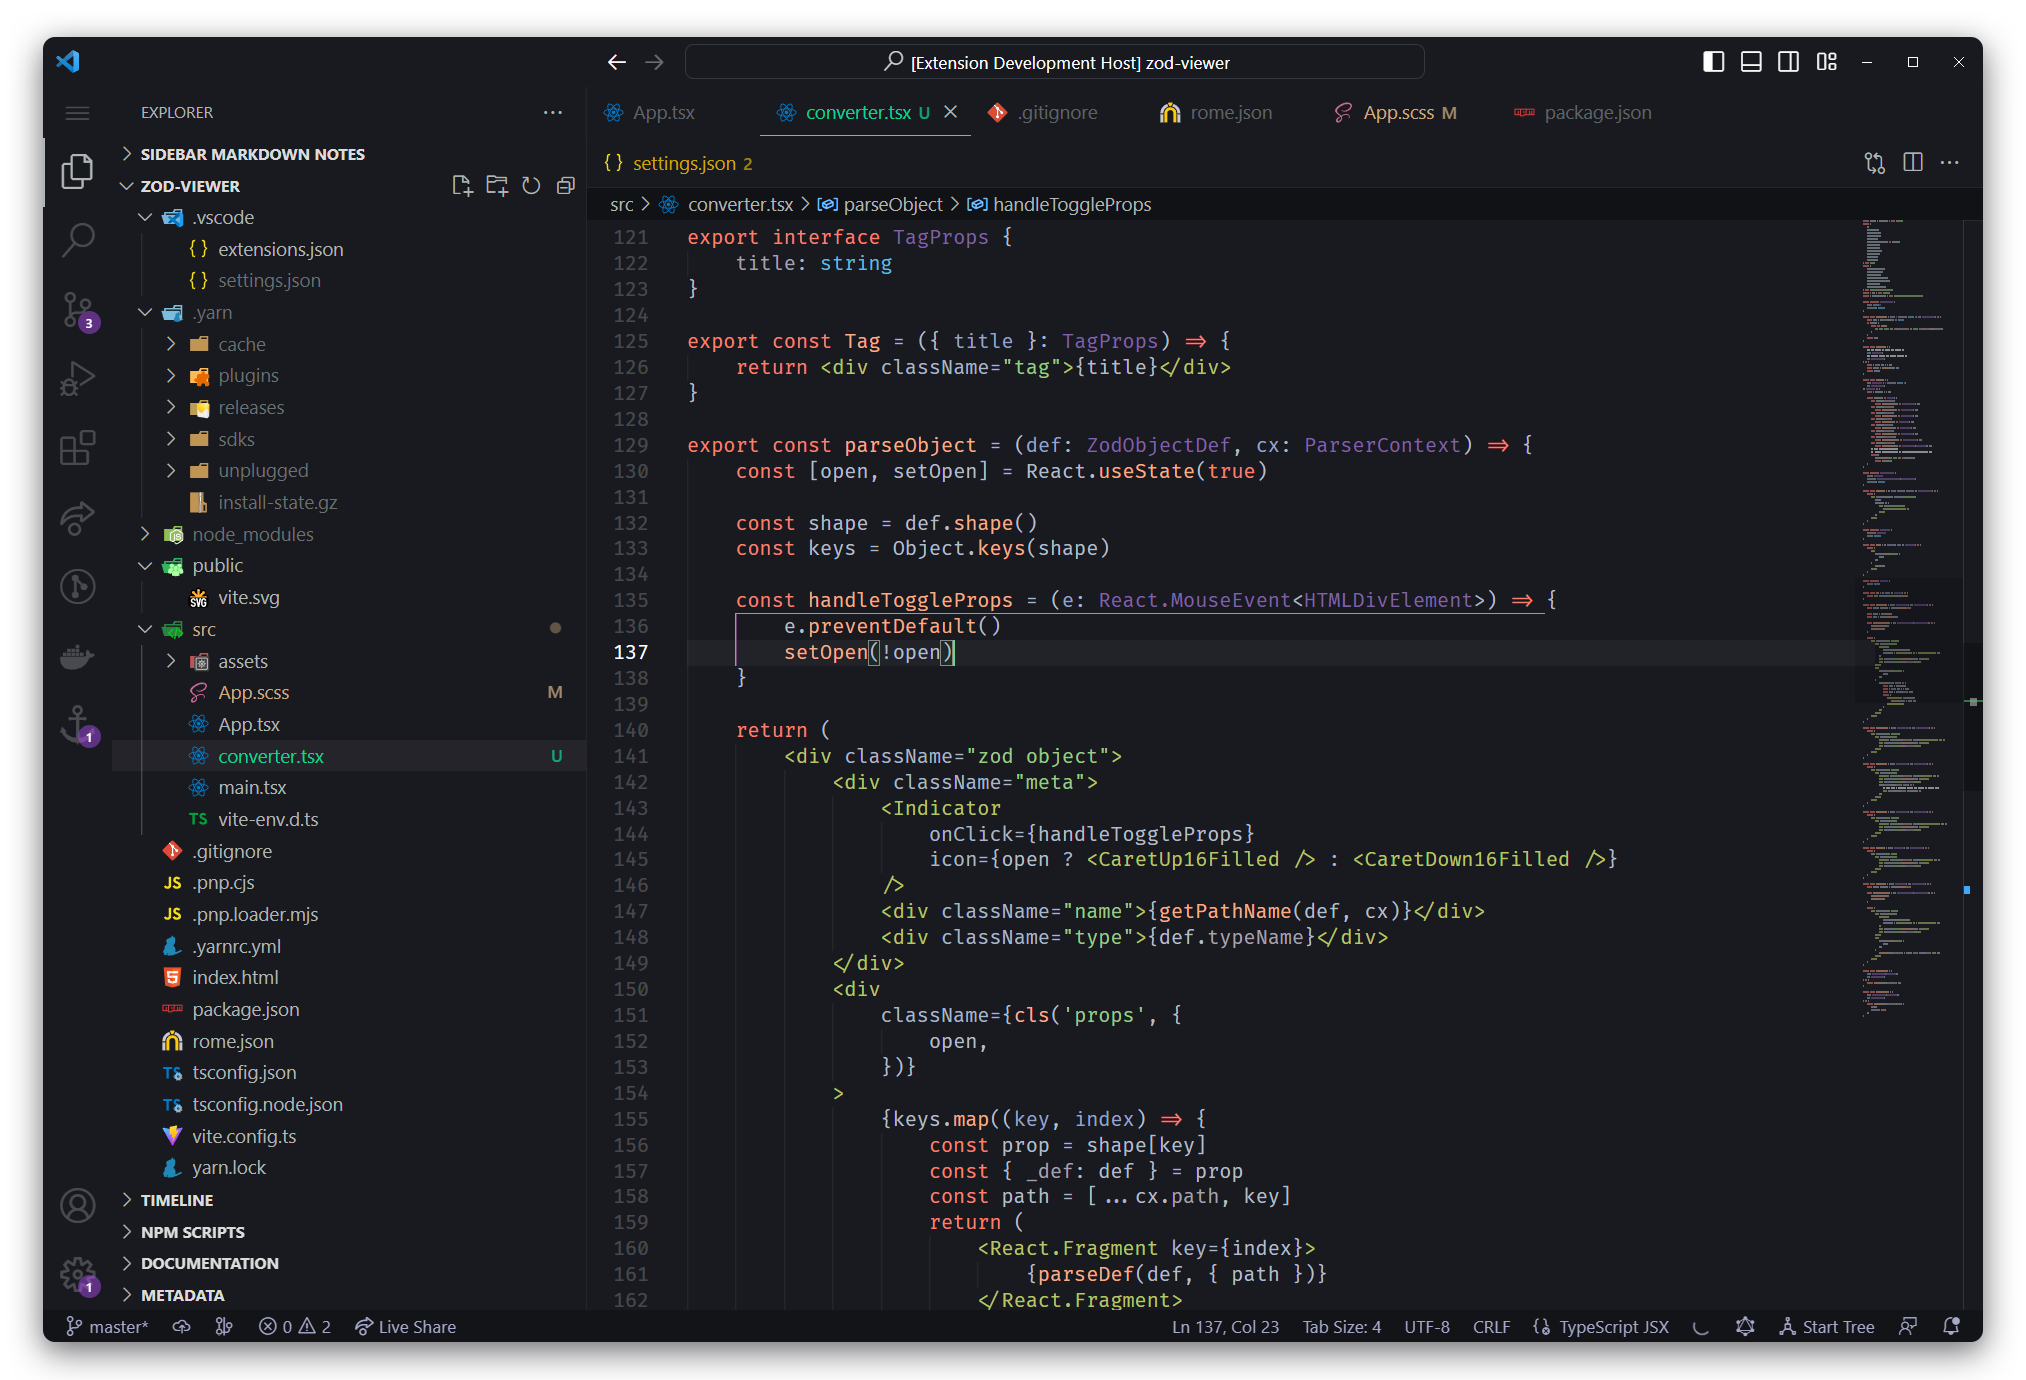 [Extension Development Host] zod-viewer
EXPLORER
SIDEBAR MARKDOWN NOTES
ZOD-VIEWER
.vscode
{ } extensions.json
{ } settings.json
.yarn
cache
plugins
releases
sdks
unplugged
install-state.gz
node_modules
public
SVG vite.svg
src
assets
App.scss M
App.tsx
converter.tsx U
main.tsx
TS vite-env.d.ts
.gitignore
JS .pnp.cjs
JS .pnp.loader.mjs
.yarnrc.yml
5 index.html
package.json
rome.json
TS tsconfig.json
TS tsconfig.node.json
vite.config.ts
yarn.lock
TIMELINE
NPM SCRIPTS
DOCUMENTATION
METADATA
3
1
1
App.tsx
converter.tsx U
.gitignore
rome.json
App.scss M
package.json
{ } settings.json 2
src > converter.tsx > parseObject > handleToggleProps
121 export interface TagProps {
122 title: string
123 }
124
125 export const Tag = ({ title }: TagProps) => {
126 return <div className="tag">{title}</div>
127 }
128
129 export const parseObject = (def: ZodObjectDef, cx: ParserContext) => {
130 const [open, setOpen] = React.useState(true)
131
132 const shape = def.shape()
133 const keys = Object.keys(shape)
134
135 const handleToggleProps = (e: React.MouseEvent<HTMLDivElement>) => {
136 e.preventDefault()
137 setOpen(!open)
138 }
139
140 return (
141 <div className="zod object">
142 <div className="meta">
143 <Indicator
144 onClick={handleToggleProps}
145 icon={open ? <CaretUp16Filled /> : <CaretDown16Filled />}
146 />
147 <div className="name">{getPathName(def, cx)}</div>
148 <div className="type">{def.typeName}</div>
149 </div>
150 <div
151 className={cls('props', {
152 open,
153 })}
154 >
155 {keys.map((key, index) => {
156 const prop = shape[key]
157 const { _def: def } = prop
158 const path = [...cx.path, key]
159 return (
160 <React.Fragment key={index}>
161 {parseDef(def, { path })}
162 </React.Fragment>
master* 0 2 Live Share Ln 137, Col 23 Tab Size: 4 UTF-8 CRLF TypeScript JSX Start Tree